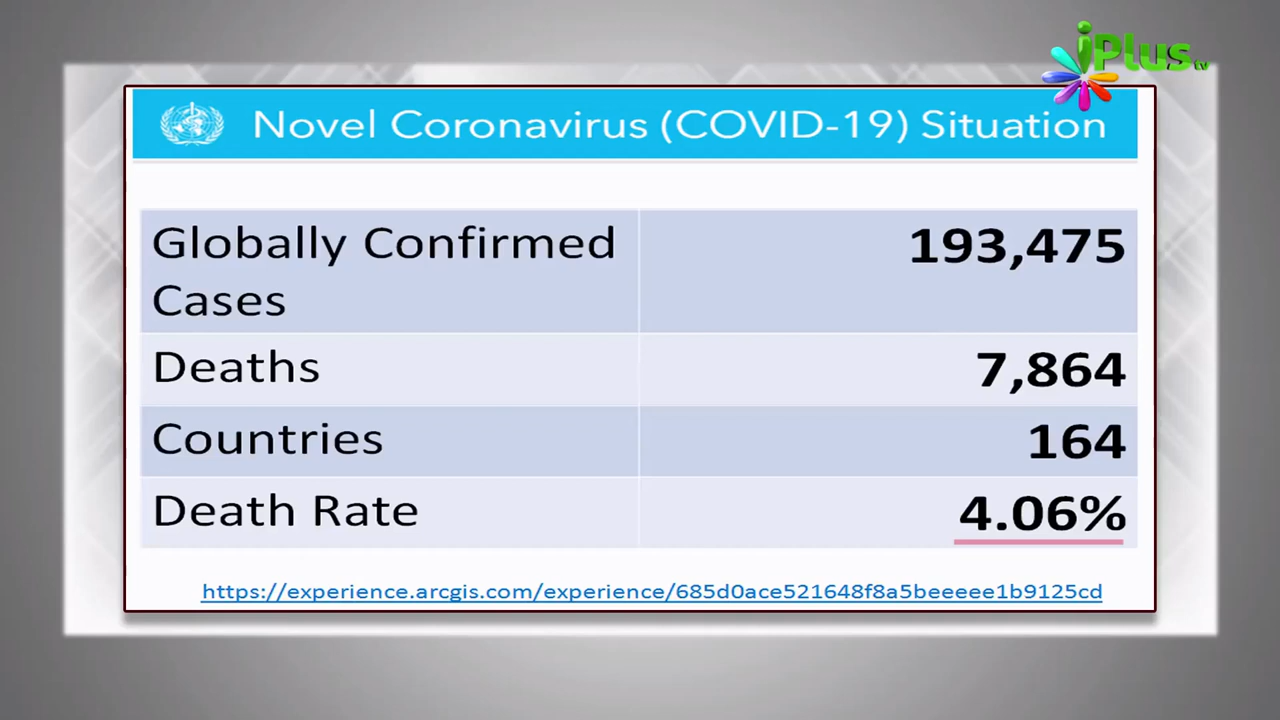 iPlus tv
Novel Coronavirus (COVID-19) Situation
Globally Confirmed 193,475
Cases
Deaths 7,864
Countries 164
Death Rate 4.06%
https://experience.arcgis.com/experience/685d0ace521648f8a5beeeee1b9125cd